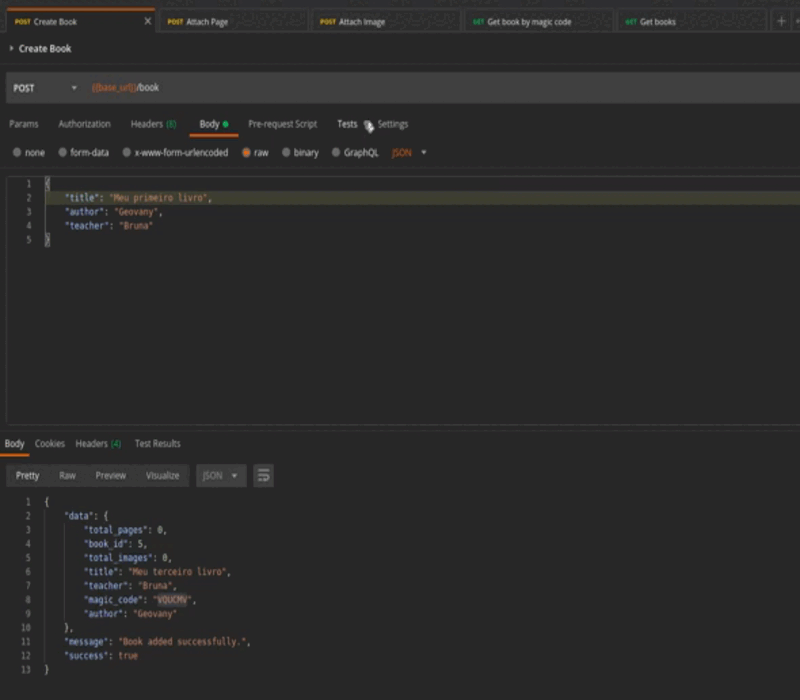 POST Create Book X POST Attach Page POST Attach Image GET Get book by magic code GET Get books +
Create Book
POST {{base_url}}/book
Params Authorization Headers (8) Body Pre-request Script Tests Settings
none form-data x-www-form-urlencoded raw binary GraphQL JSON
1 {
2 "title": "Meu primeiro livro",
3 "author": "Geovany",
4 "teacher": "Bruna"
5 }
Body Cookies Headers (4) Test Results
Pretty Raw Preview Visualize JSON
1 {
2 "data": {
3 "total_pages": 0,
4 "book_id": 5,
5 "total_images": 0,
6 "title": "Meu terceiro livro",
7 "teacher": "Bruna",
8 "magic_code": "VQUCMV",
9 "author": "Geovany"
10 },
11 "message": "Book added successfully.",
12 "success": true
13 }